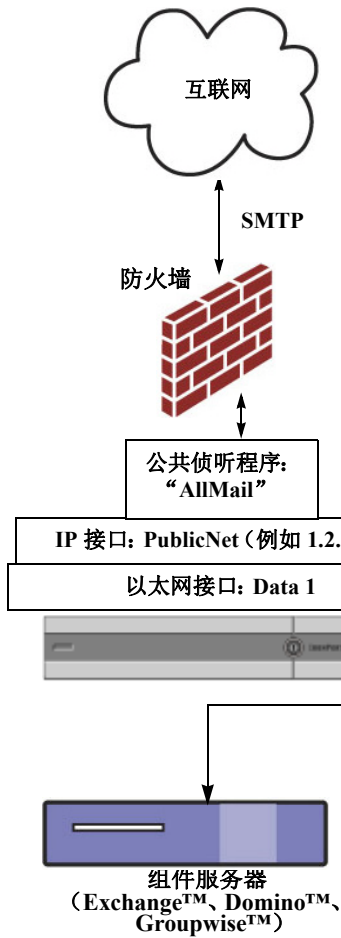 互联网
SMTP
防火墙
公共侦听程序:
“AllMail”
IP 接口: PublicNet（例如 1.2.
以太网接口: Data 1
组件服务器
（Exchange™、Domino™、
Groupwise™）